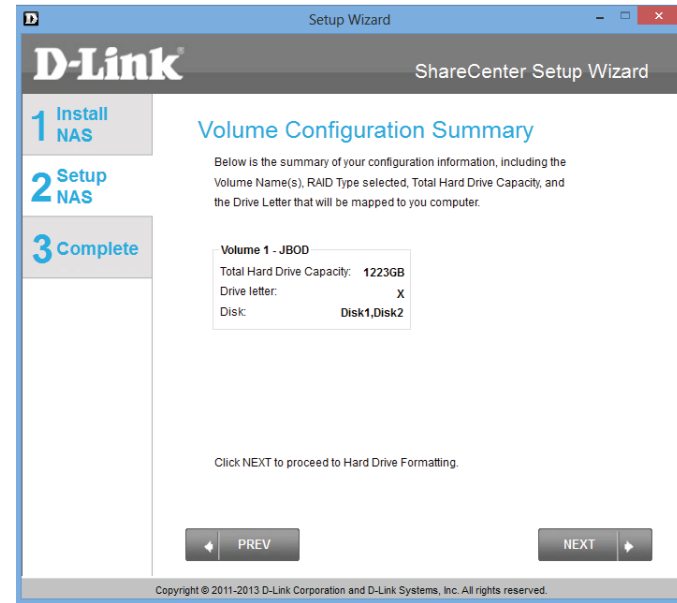 Setup Wizard
D-Link
ShareCenter Setup Wizard
1 Install
NAS
2 Setup
NAS
3 Complete
Volume Configuration Summary
Below is the summary of your configuration information, including the
Volume Name(s), RAID Type selected, Total Hard Drive Capacity, and
the Drive Letter that will be mapped to you computer.
Volume 1 - JBOD
Total Hard Drive Capacity: 1223GB
Drive letter: X
Disk: Disk1,Disk2
Click NEXT to proceed to Hard Drive Formatting.
PREV
NEXT
Copyright © 2011-2013 D-Link Corporation and D-Link Systems, Inc. All rights reserved.